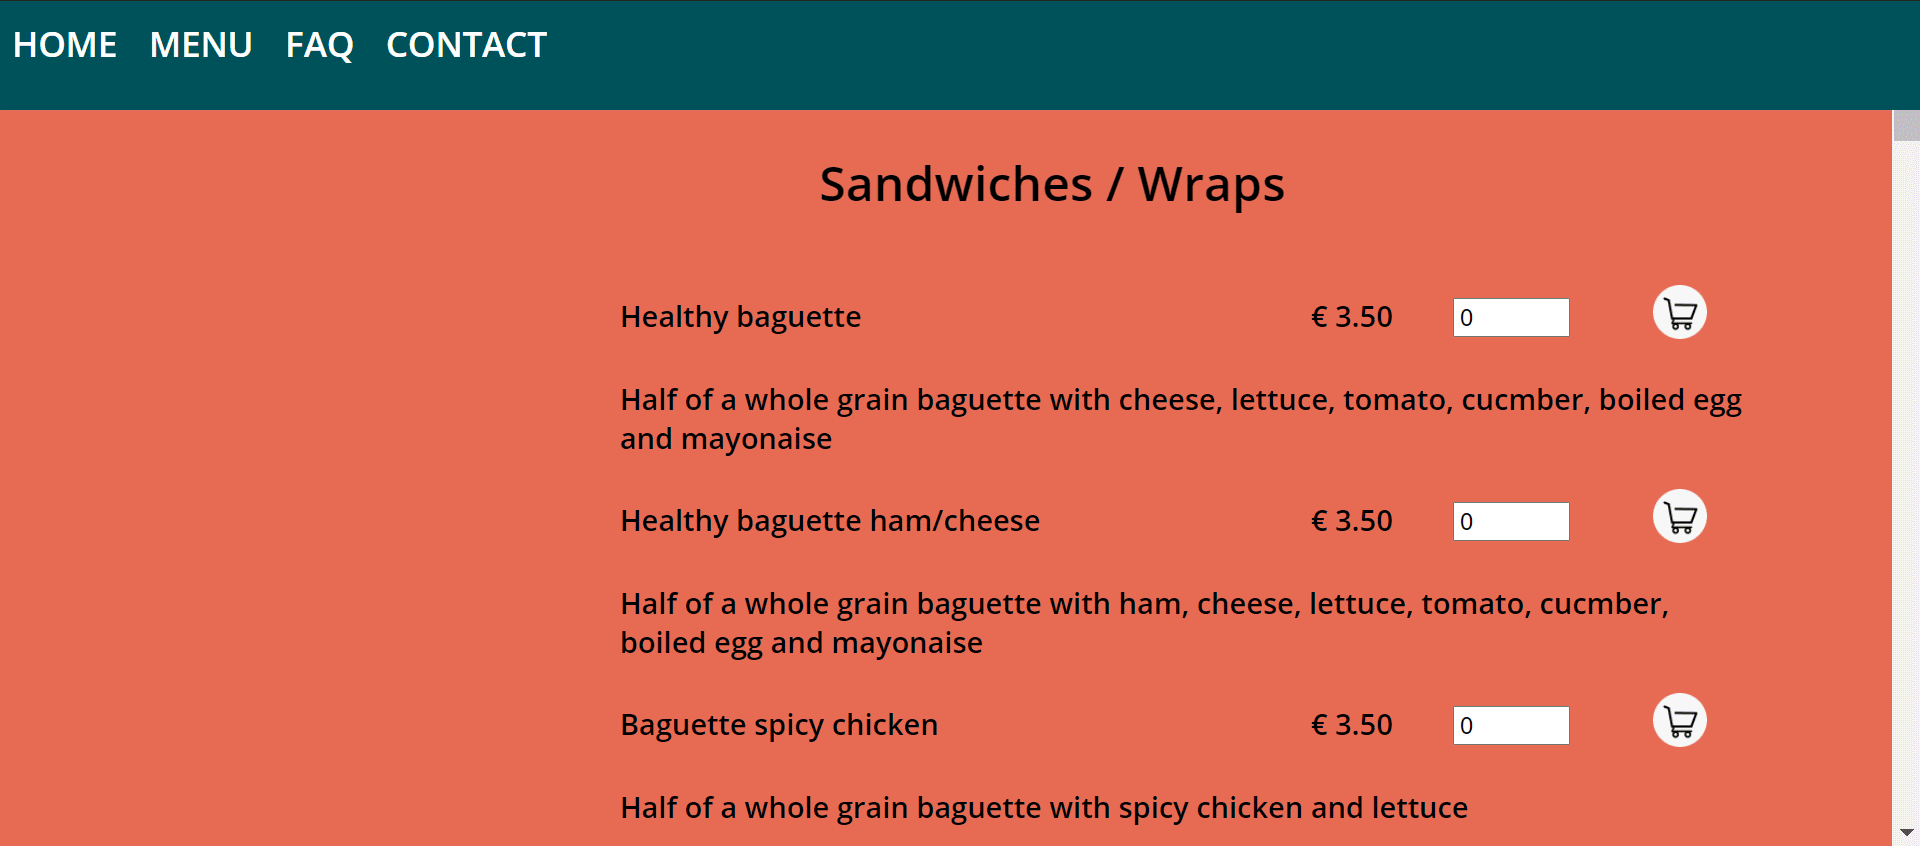 HOME MENU FAQ CONTACT
Sandwiches / Wraps
Healthy baguette € 3.50 0
Half of a whole grain baguette with cheese, lettuce, tomato, cucmber, boiled egg
and mayonaise
Healthy baguette ham/cheese € 3.50 0
Half of a whole grain baguette with ham, cheese, lettuce, tomato, cucmber,
boiled egg and mayonaise
Baguette spicy chicken € 3.50 0
Half of a whole grain baguette with spicy chicken and lettuce